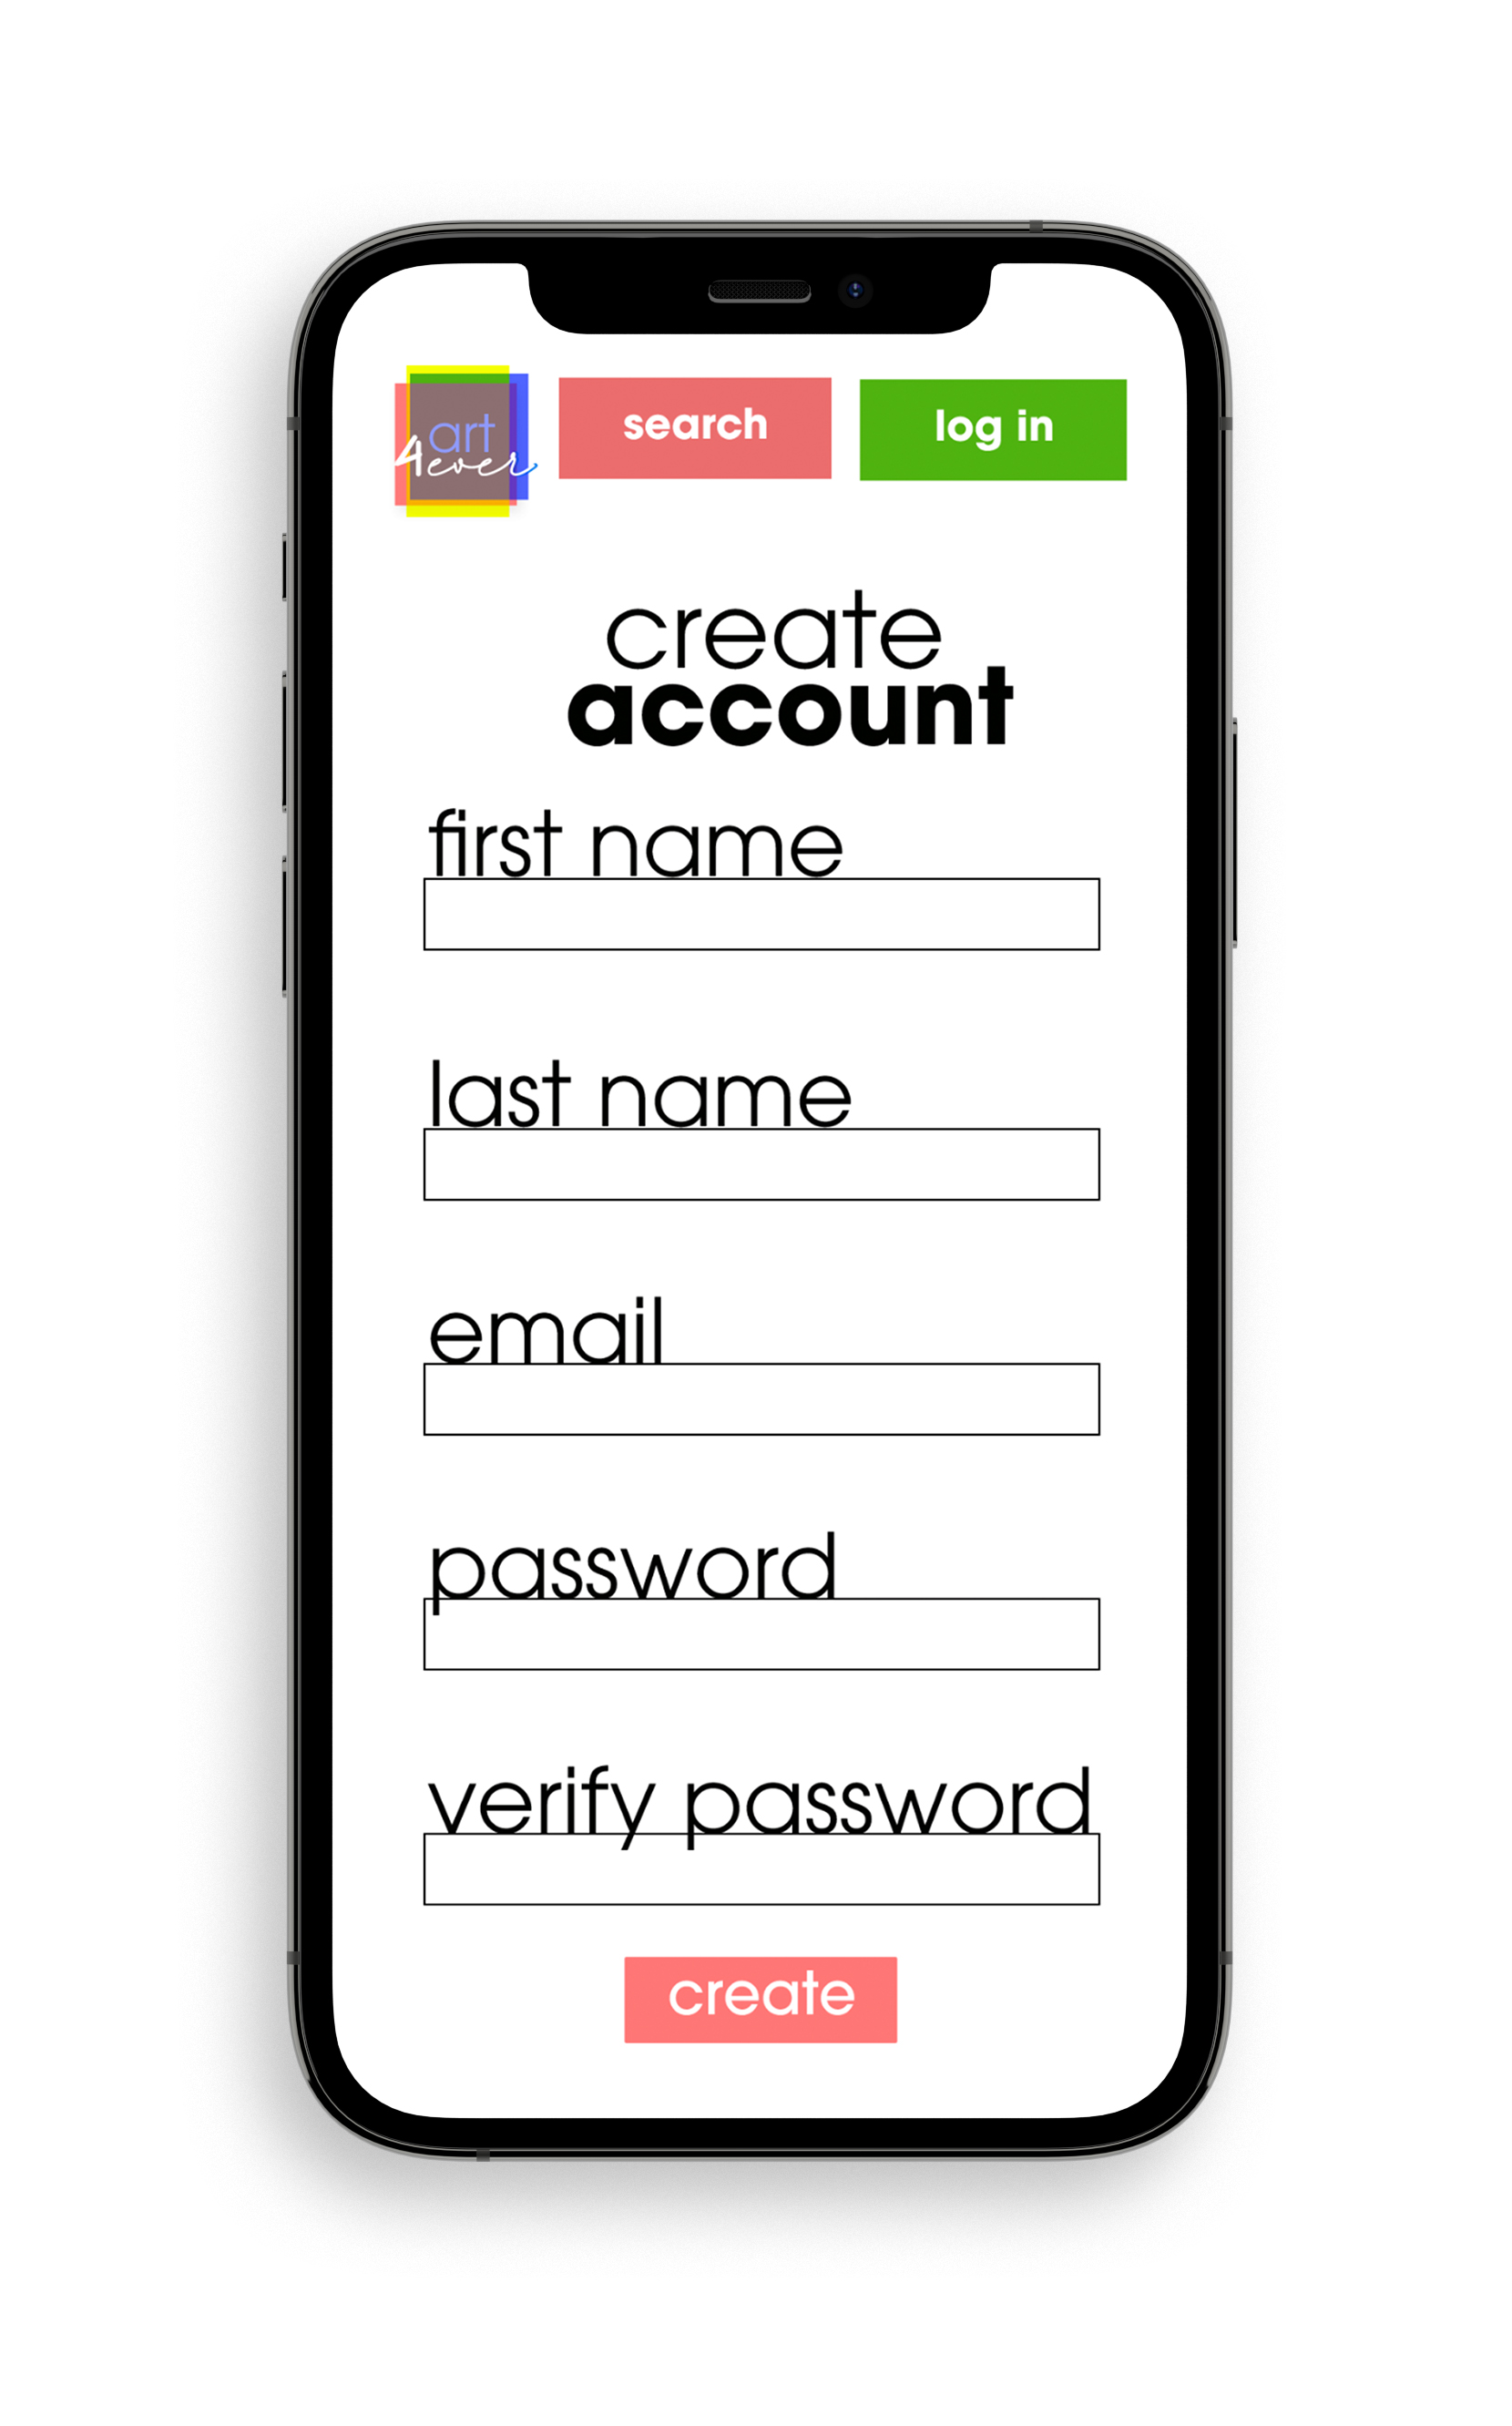 art
4ever
search
log in
create
account
first name
last name
email
password
verify password
create